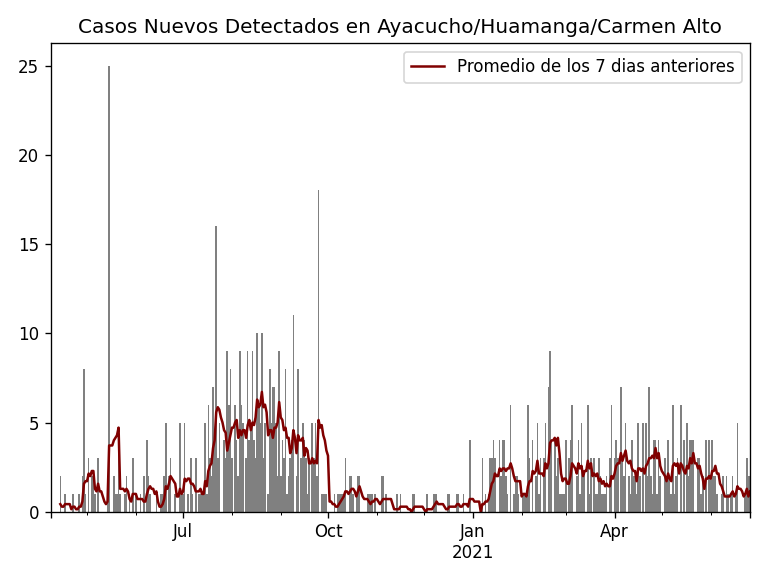 Casos Nuevos Detectados en Ayacucho/Huamanga/Carmen Alto
Promedio de los 7 dias anteriores
25
20
15
10
5
0
Jul
Oct
Jan
2021
Apr